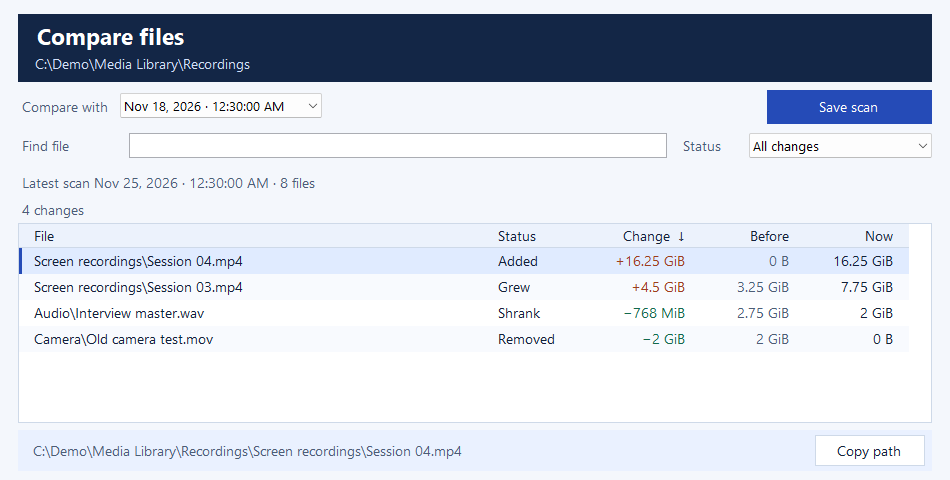 Compare files
C:\Demo\Media Library\Recordings
Compare with Nov 18, 2026 · 12:30:00 AM Save scan
Find file Status All changes
Latest scan Nov 25, 2026 · 12:30:00 AM · 8 files
4 changes
File Status Change ↓ Before Now
Screen recordings\Session 04.mp4 Added +16.25 GiB 0 B 16.25 GiB
Screen recordings\Session 03.mp4 Grew +4.5 GiB 3.25 GiB 7.75 GiB
Audio\Interview master.wav Shrank −768 MiB 2.75 GiB 2 GiB
Camera\Old camera test.mov Removed −2 GiB 2 GiB 0 B
C:\Demo\Media Library\Recordings\Screen recordings\Session 04.mp4 Copy path